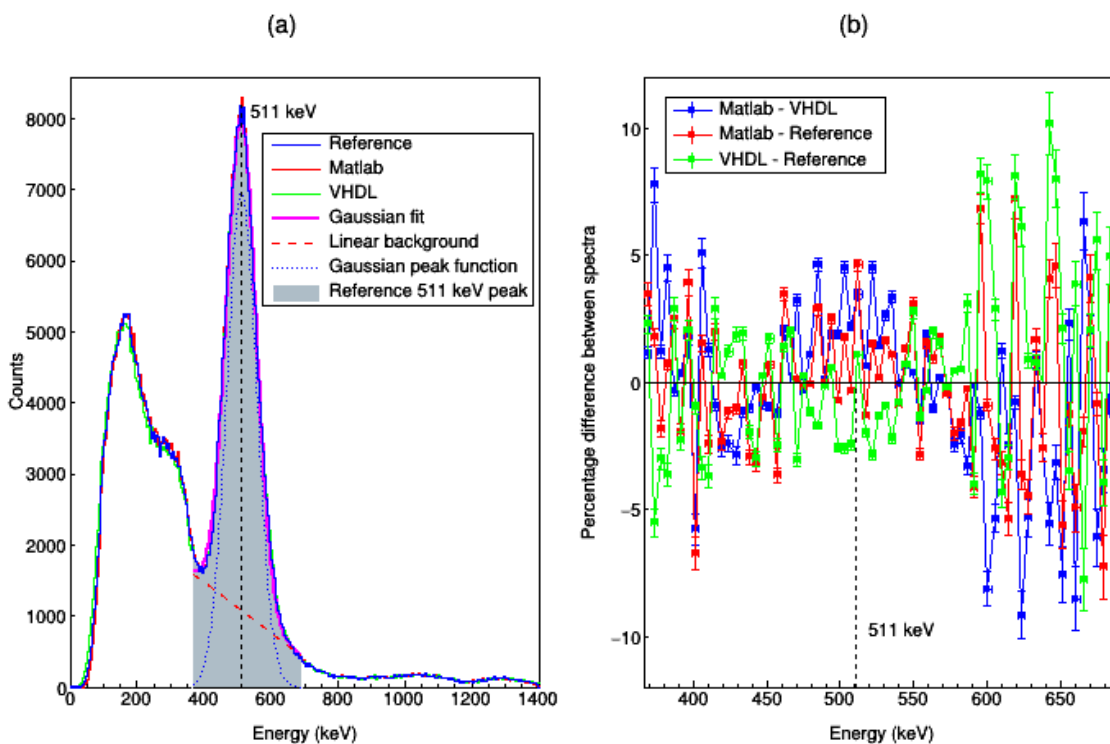 (a)
(b)
511 keV
Reference
Matlab
VHDL
Gaussian fit
Linear background
Gaussian peak function
Reference 511 keV peak
Counts
8000
7000
6000
5000
4000
3000
2000
1000
0
0 200 400 600 800 1000 1200 1400
Energy (keV)
Matlab - VHDL
Matlab - Reference
VHDL - Reference
Percentage difference between spectra
10
5
0
−5
−10
511 keV
400 450 500 550 600 650
Energy (keV)